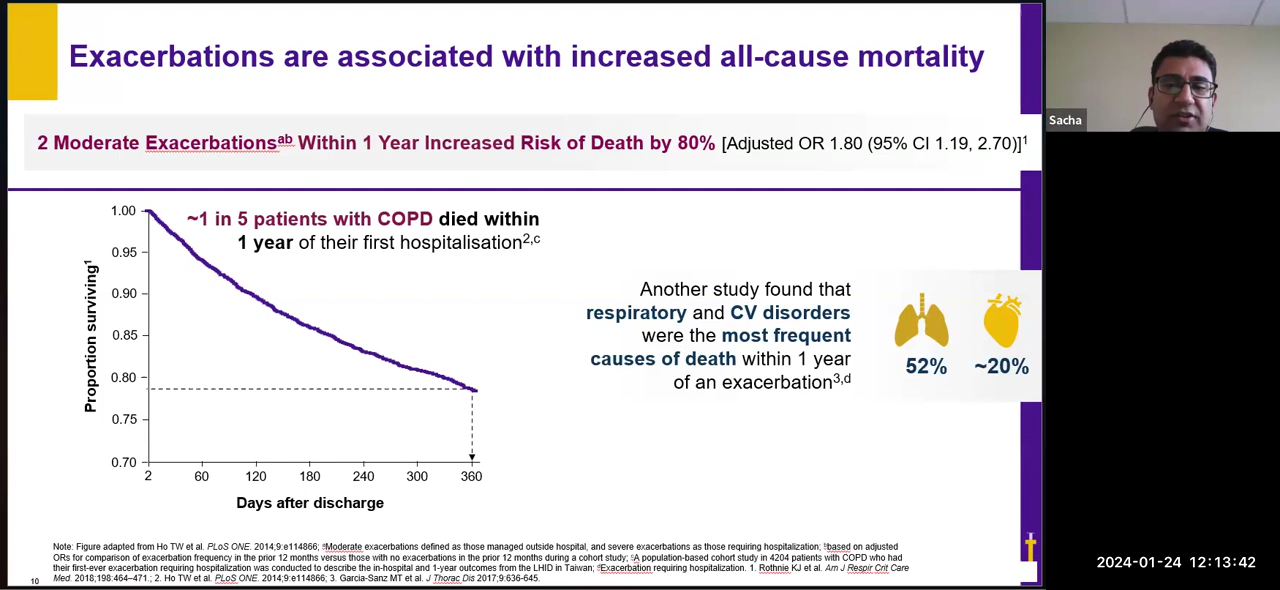 Exacerbations are associated with increased all-cause mortality
2 Moderate Exacerbationsab Within 1 Year Increased Risk of Death by 80% [Adjusted OR 1.80 (95% CI 1.19, 2.70)]1
Sacha
~1 in 5 patients with COPD died within
1 year of their first hospitalisation2,c
Proportion surviving1
1.00
0.95
0.90
0.85
0.80
0.75
0.70
2 60 120 180 240 300 360
Days after discharge
Another study found that
respiratory and CV disorders
were the most frequent
causes of death within 1 year
of an exacerbation3,d
52% ~20%
Note: Figure adapted from Ho TW et al. PLoS ONE. 2014;9:e114866; aModerate exacerbations defined as those managed outside hospital, and severe exacerbations as those requiring hospitalization; bbased on adjusted
ORs for comparison of exacerbation frequency in the prior 12 months versus those with no exacerbations in the prior 12 months during a cohort study; cA population-based cohort study in 4204 patients with COPD who had
their first-ever exacerbation requiring hospitalization was conducted to describe the in-hospital and 1-year outcomes from the LHID in Taiwan; dExacerbation requiring hospitalization. 1. Rothnie KJ et al. Am J Respir Crit Care
Med. 2018;198:464–471.; 2. Ho TW et al. PLoS ONE. 2014;9:e114866; 3. Garcia-Sanz MT et al. J Thorac Dis 2017;9:636-645.
10
2024-01-24 12:13:42